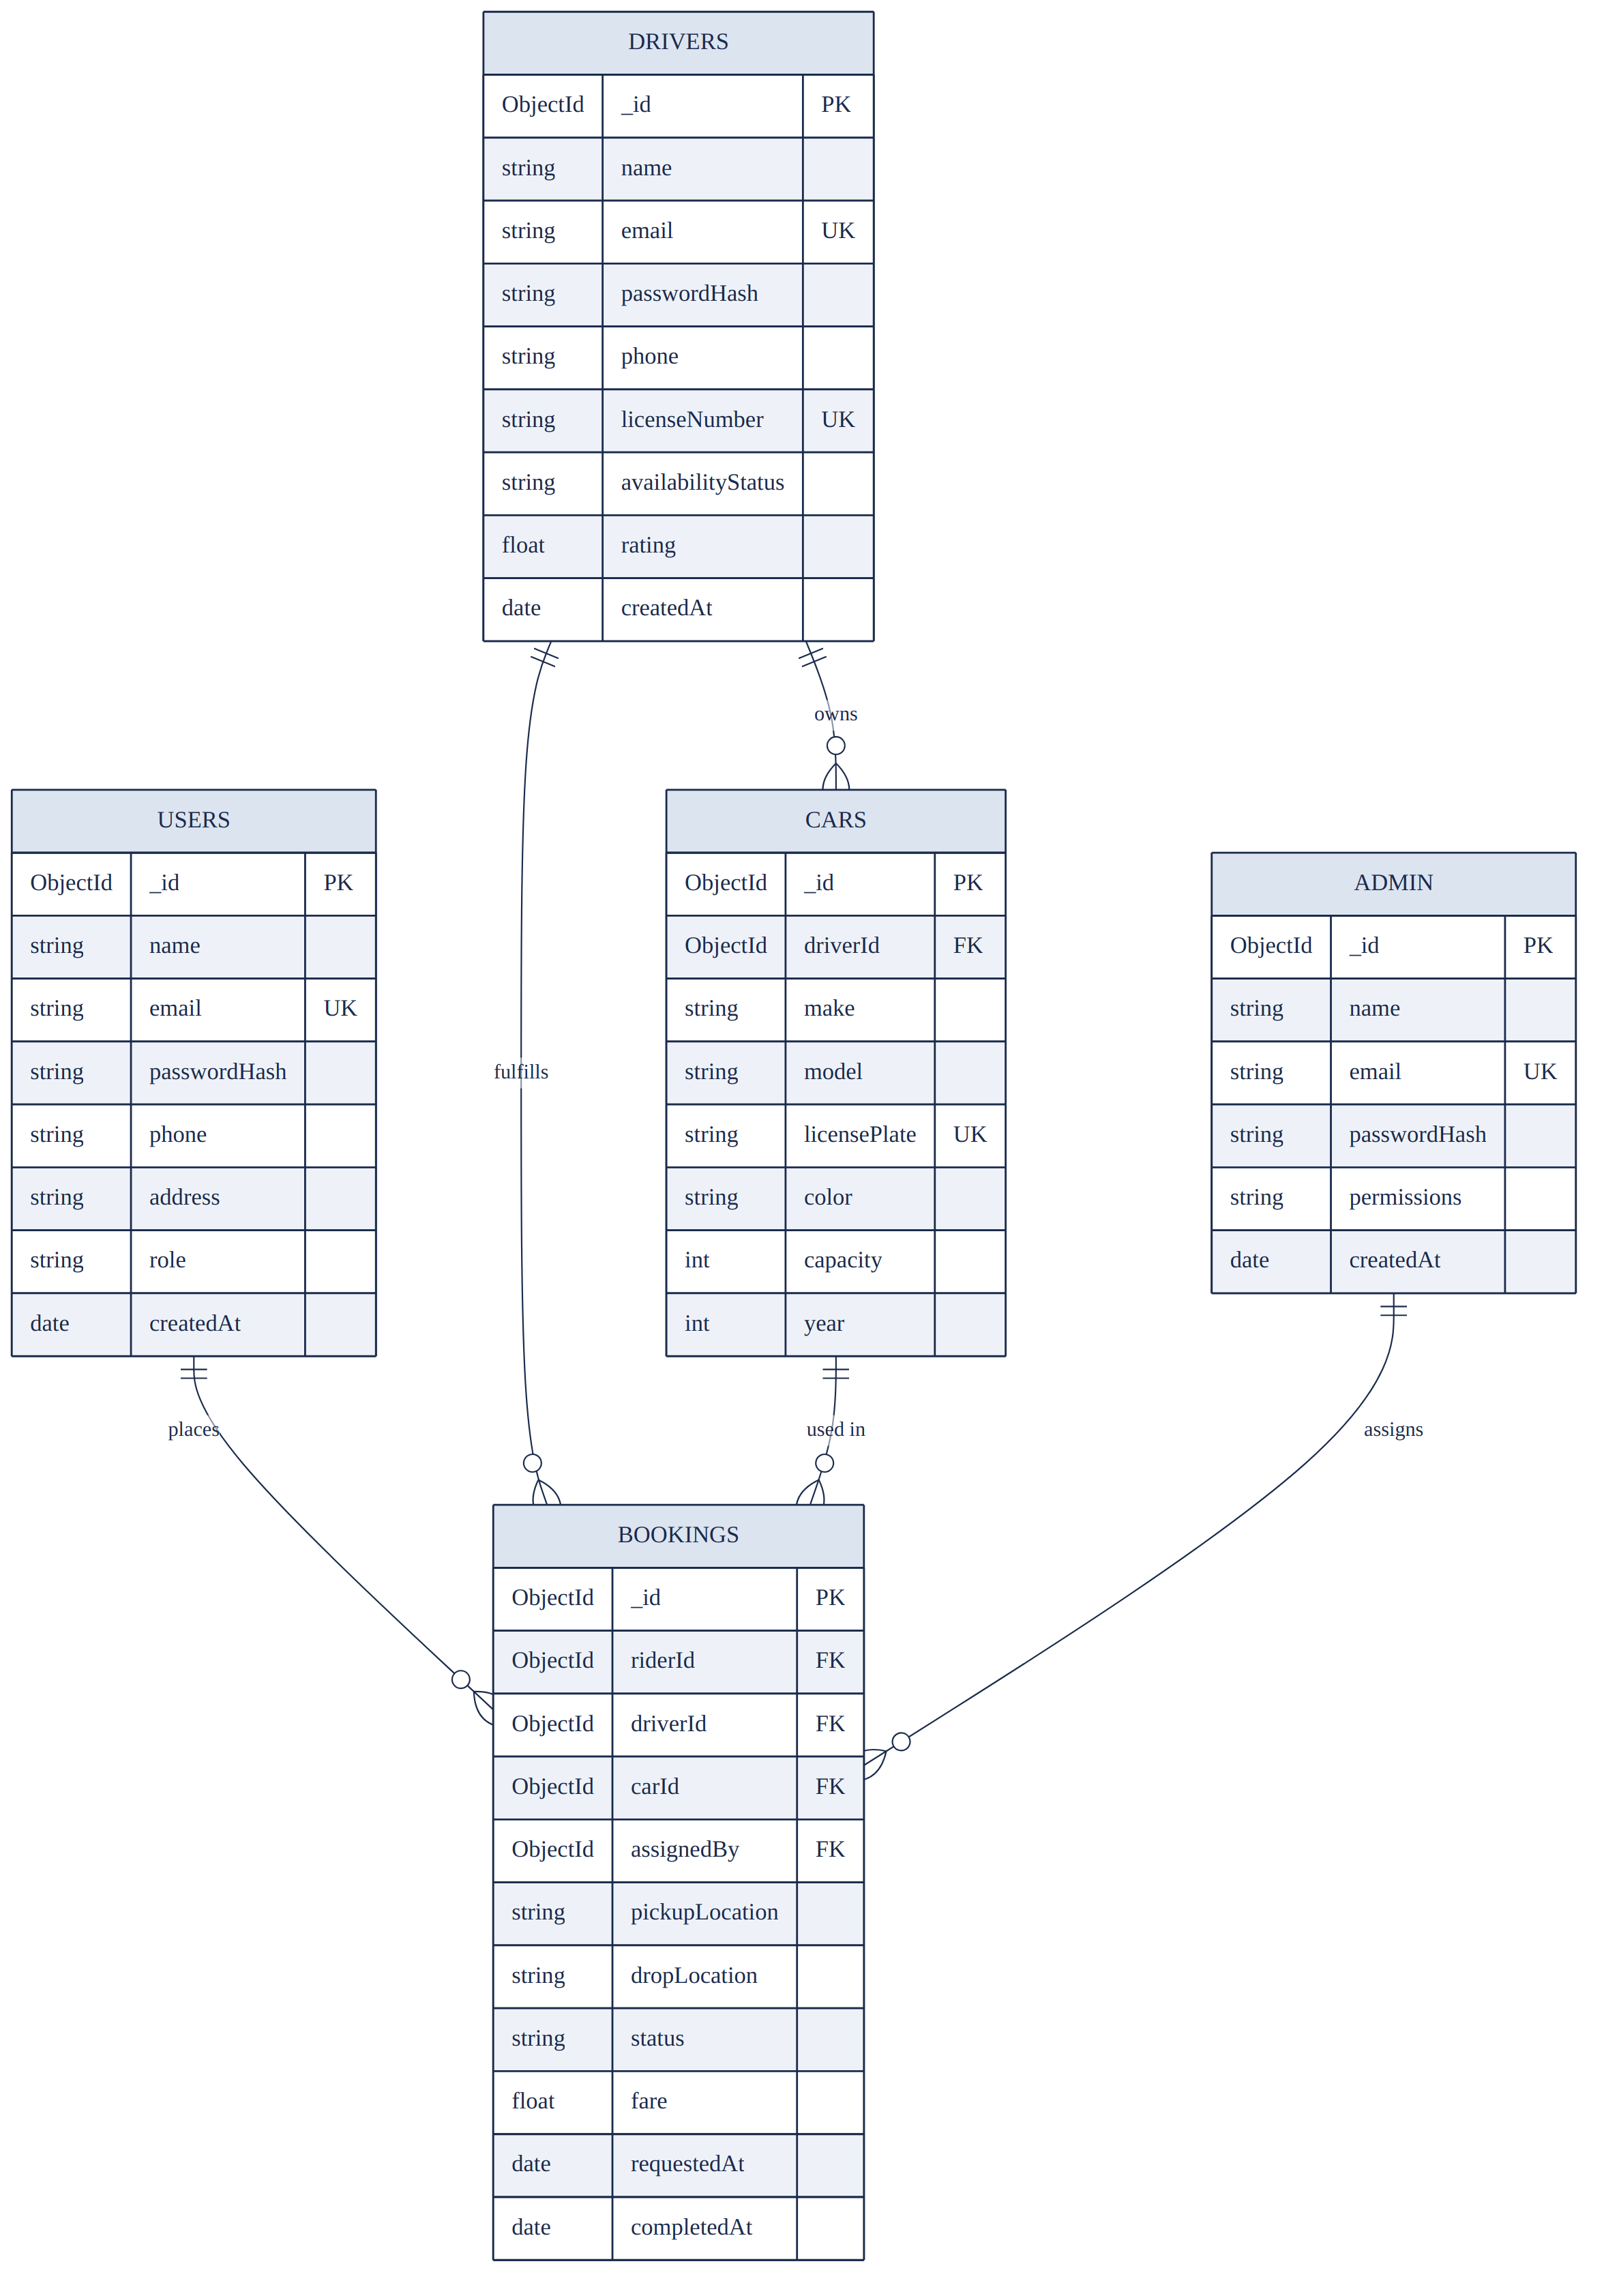 DRIVERS
ObjectId _id PK
string name
string email UK
string passwordHash
string phone
string licenseNumber UK
string availabilityStatus
float rating
date createdAt
owns
USERS
ObjectId _id PK
string name
string email UK
string passwordHash
string phone
string address
string role
date createdAt
fulfills
CARS
ObjectId _id PK
ObjectId driverId FK
string make
string model
string licensePlate UK
string color
int capacity
int year
ADMIN
ObjectId _id PK
string name
string email UK
string passwordHash
string permissions
date createdAt
places
used in
assigns
BOOKINGS
ObjectId _id PK
ObjectId riderId FK
ObjectId driverId FK
ObjectId carId FK
ObjectId assignedBy FK
string pickupLocation
string dropLocation
string status
float fare
date requestedAt
date completedAt